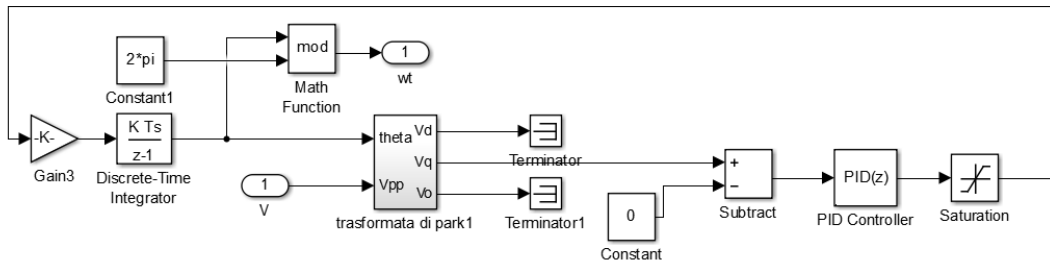 2*pi
Constant1
mod
Math
Function
1
wt
-K-
Gain3
K Ts
z-1
Discrete-Time
Integrator
1
V
theta
Vpp
Vd
Vq
Vo
trasformata di park1
Terminator
Terminator1
0
Constant
+
−
Subtract
PID(z)
PID Controller
Saturation